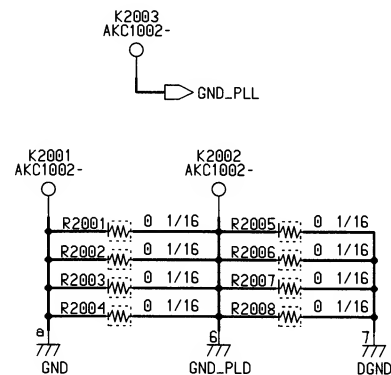 K2003
AKC1002-
GND_PLL
K2001
AKC1002-
K2002
AKC1002-
R2001 0 1/16
R2005 0 1/16
R2002 0 1/16
R2006 0 1/16
R2003 0 1/16
R2007 0 1/16
R2004 0 1/16
R2008 0 1/16
a
6
7
GND
GND_PLD
DGND